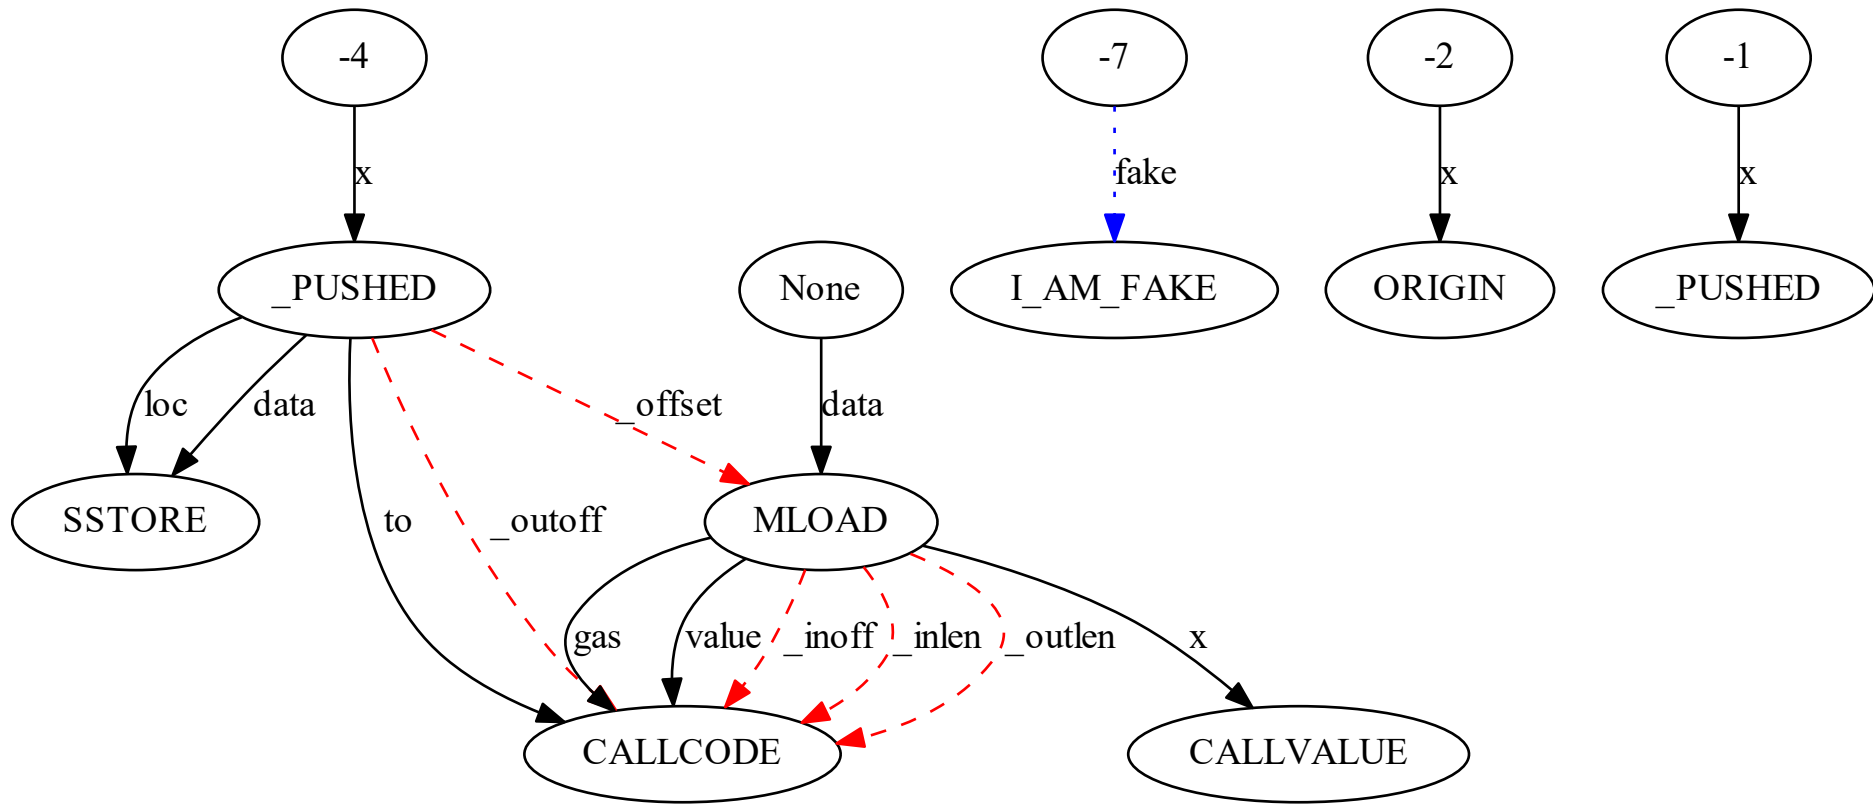 -4
-7
-2
-1
x
fake
x
x
_PUSHED
None
I_AM_FAKE
ORIGIN
_PUSHED
loc
data
_offset
data
SSTORE
to
_outoff
MLOAD
gas
value
_inoff
_inlen
_outlen
x
CALLCODE
CALLVALUE